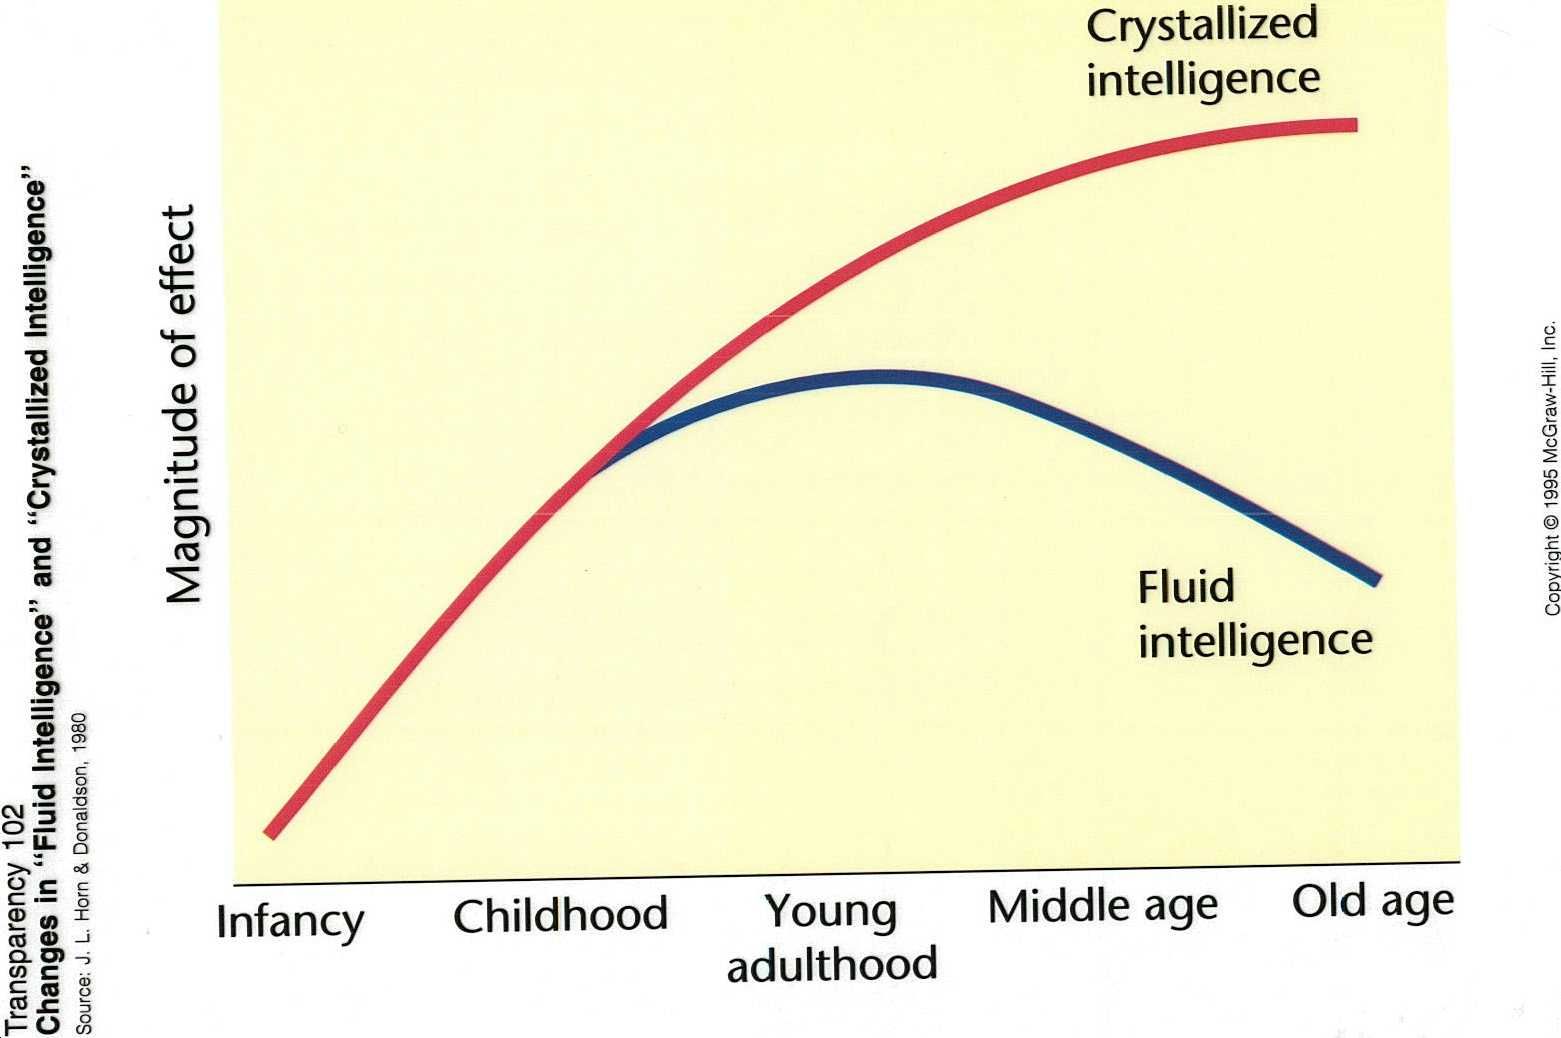 Transparency 102
Changes in “Fluid Intelligence” and “Crystallized Intelligence”
Source: J. L. Horn & Donaldson, 1980
Crystallized
intelligence
Magnitude of effect
Fluid
intelligence
Infancy Childhood Young adulthood Middle age Old age
Copyright © 1995 McGraw-Hill, Inc.